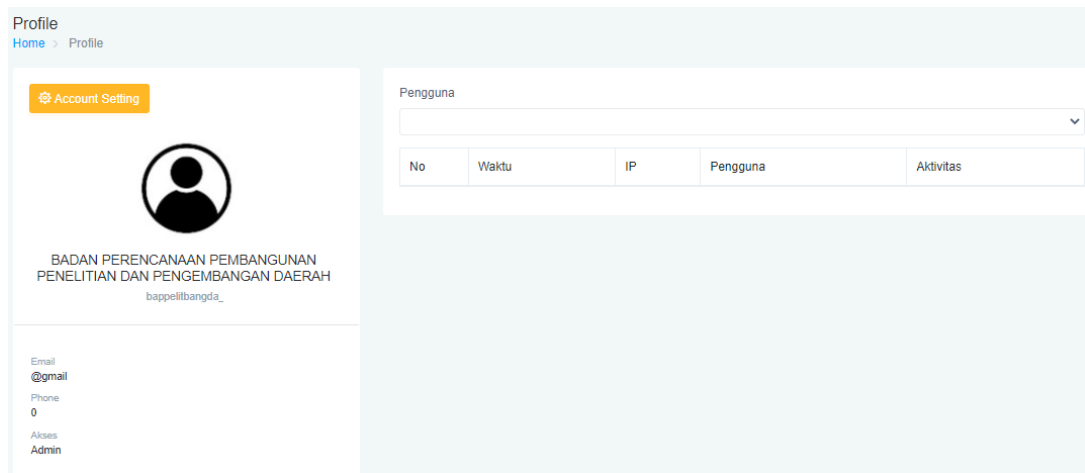 Profile
Home > Profile
Account Setting
BADAN PERENCANAAN PEMBANGUNAN
PENELITIAN DAN PENGEMBANGAN DAERAH
bappelitbangda_
Email
@gmail
Phone
0
Akses
Admin
Pengguna
No Waktu IP Pengguna Aktivitas